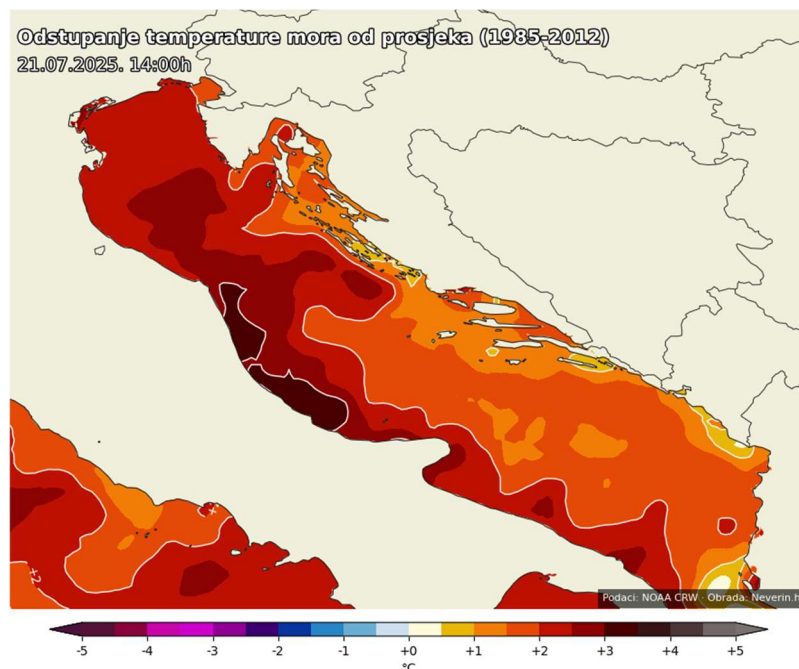 Odstupanje temperature mora od prosjeka (1985-2012)
21.07.2025. 14:00h
+2
Podaci: NOAA CRW · Obrada: Neverin.h
-5 -4 -3 -2 -1 +0 +1 +2 +3 +4 +5
°C